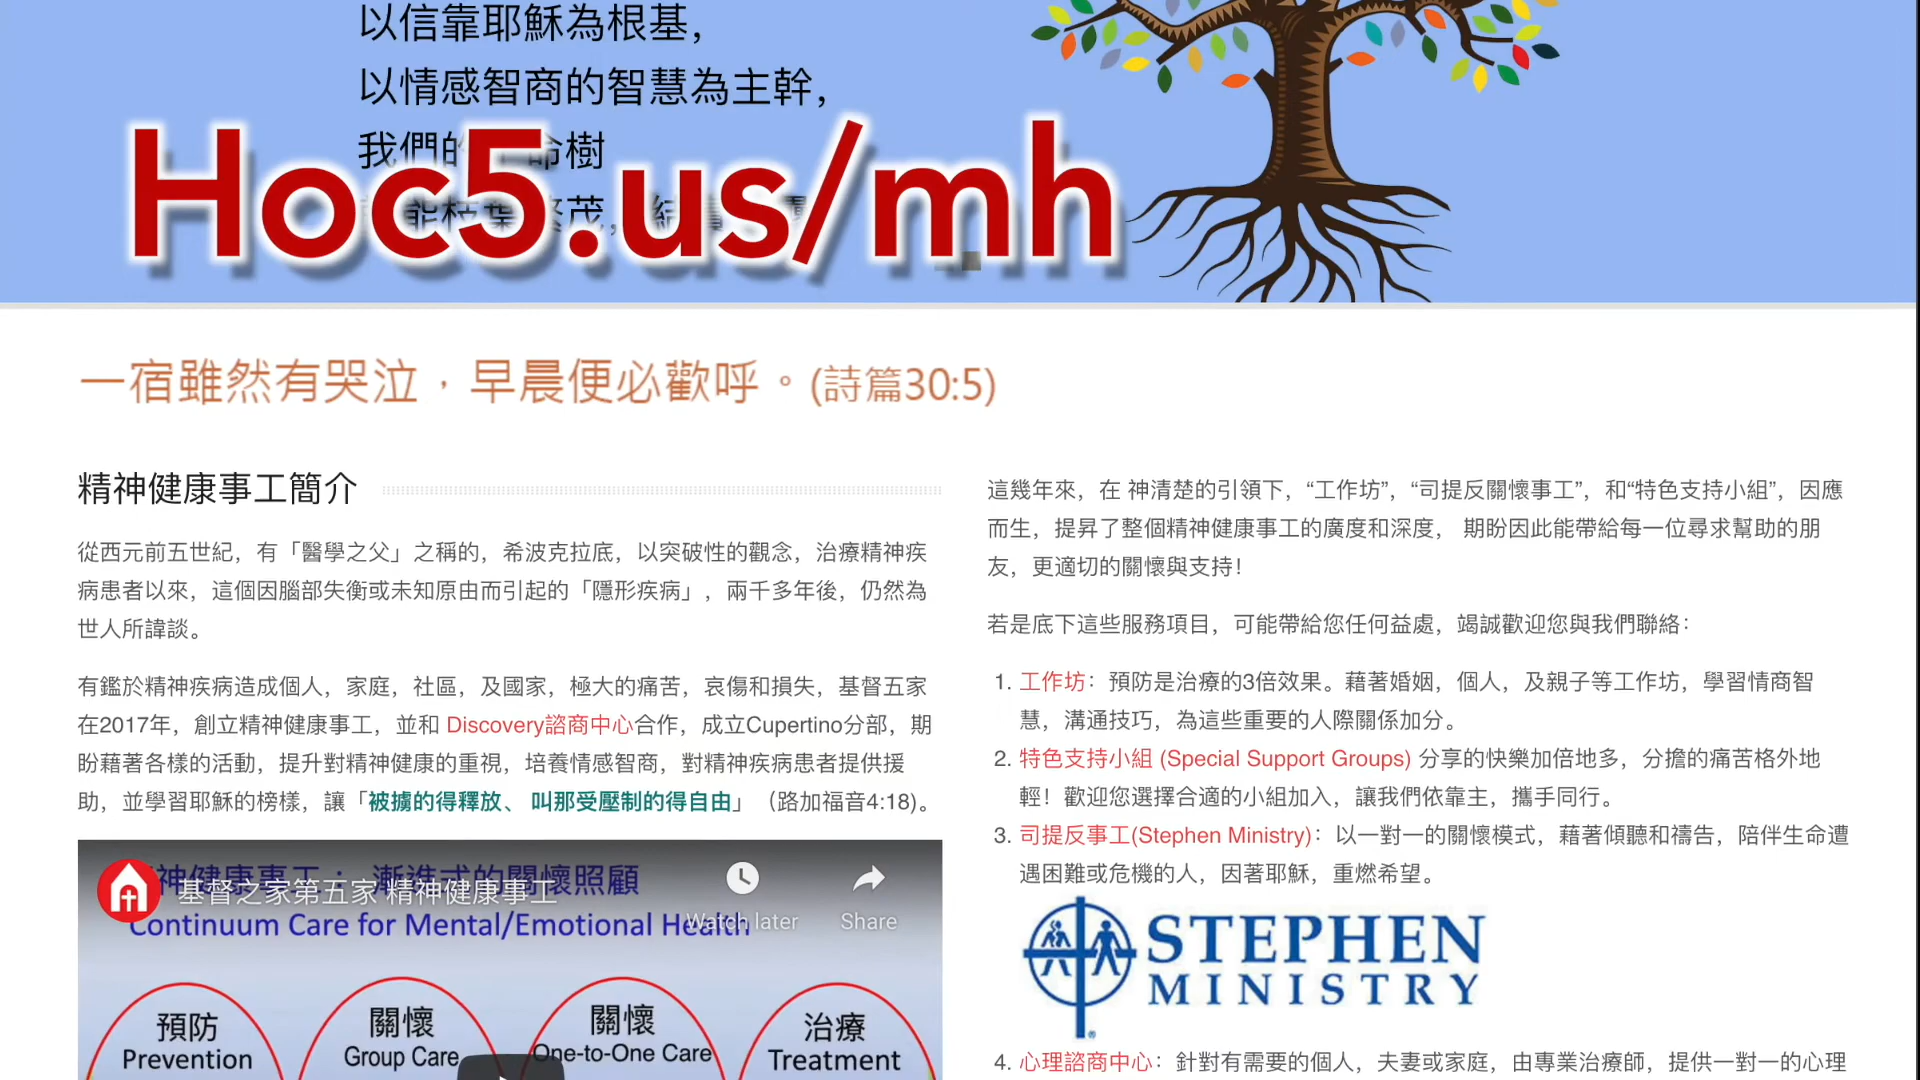 以信靠耶穌為根基，
以情感智商的智慧為主幹，
我們的 命樹
能枝葉 茂，
Hoc5.us/mh
一宿雖然有哭泣，早晨便必歡呼。(詩篇30:5)
精神健康事工簡介
從西元前五世紀，有「醫學之父」之稱的，希波克拉底，以突破性的觀念，治療精神疾
病患者以來，這個因腦部失衡或未知原由而引起的「隱形疾病」，兩千多年後，仍然為
世人所諱談。
有鑑於精神疾病造成個人，家庭，社區，及國家，極大的痛苦，哀傷和損失，基督五家
在2017年，創立精神健康事工，並和 Discovery諮商中心合作，成立Cupertino分部，期
盼藉著各樣的活動，提升對精神健康的重視，培養情感智商，對精神疾病患者提供援
助，並學習耶穌的榜樣，讓「被擄的得釋放、 叫那受壓制的得自由」（路加福音4:18)。
神健康事工：漸進式的關懷照顧
基督之家第五家 精神健康事工
Continuum Care for Mental/Emotional Health
Watch later
Share
預防
Prevention
關懷
Group Care
關懷
One-to-One Care
治療
Treatment
這幾年來，在 神清楚的引領下，“工作坊”，“司提反關懷事工”，和“特色支持小組”，因應
而生，提昇了整個精神健康事工的廣度和深度， 期盼因此能帶給每一位尋求幫助的朋
友，更適切的關懷與支持！
若是底下這些服務項目，可能帶給您任何益處，竭誠歡迎您與我們聯絡：
1. 工作坊：預防是治療的3倍效果。藉著婚姻，個人，及親子等工作坊，學習情商智
慧，溝通技巧，為這些重要的人際關係加分。
2. 特色支持小組 (Special Support Groups) 分享的快樂加倍地多，分擔的痛苦格外地
輕！歡迎您選擇合適的小組加入，讓我們依靠主，攜手同行。
3. 司提反事工(Stephen Ministry)：以一對一的關懷模式，藉著傾聽和禱告，陪伴生命遭
遇困難或危機的人，因著耶穌，重燃希望。
STEPHEN
MINISTRY
4. 心理諮商中心：針對有需要的個人，夫妻或家庭，由專業治療師，提供一對一的心理